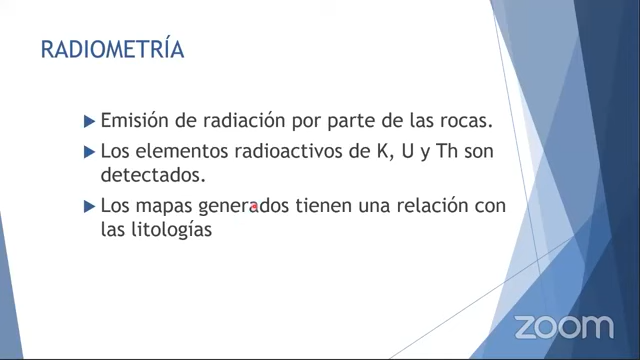 RADIOMETRÍA
Emisión de radiación por parte de las rocas.
Los elementos radioactivos de K, U y Th son
detectados.
Los mapas generados tienen una relación con
las litologías
zoom